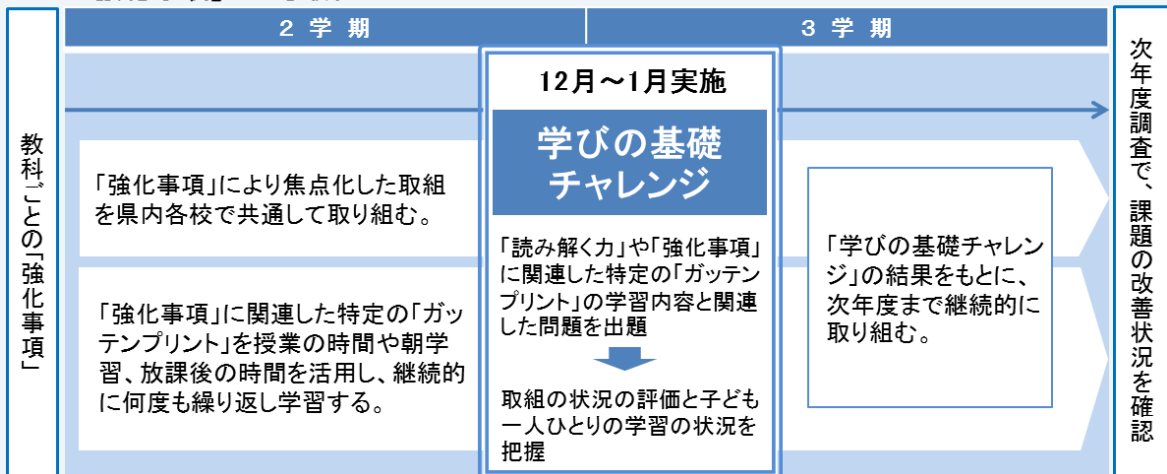 2 学 期
3 学 期
教科ごとの「強化事項」
「強化事項」により焦点化した取組
を県内各校で共通して取り組む。
「強化事項」に関連した特定の「ガッ
テンプリント」を授業の時間や朝学
習、放課後の時間を活用し、継続的
に何度も繰り返し学習する。
12月～1月実施
学びの基礎
チャレンジ
「読み解く力」や「強化事項」
に関連した特定の「ガッテン
プリント」の学習内容と関連
した問題を出題
取組の状況の評価と子ども
一人ひとりの学習の状況を
把握
「学びの基礎チャレン
ジ」の結果をもとに、
次年度まで継続的に
取り組む。
次年度調査で、課題の改善状況を確認